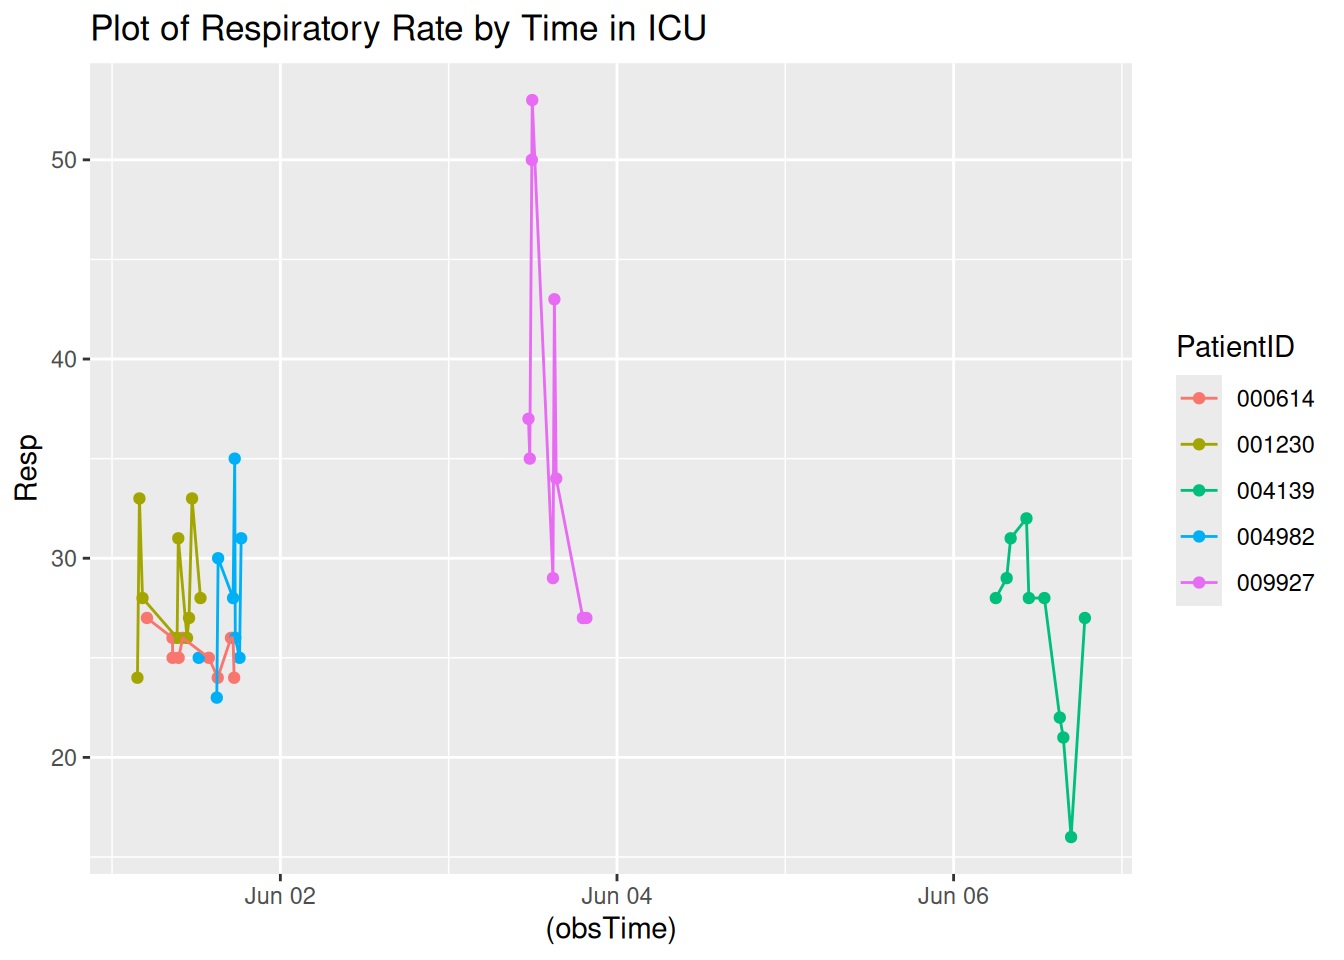 Plot of Respiratory Rate by Time in ICU
50
40
30
20
Resp
Jun 02 Jun 04 Jun 06
(obsTime)
PatientID
000614
001230
004139
004982
009927